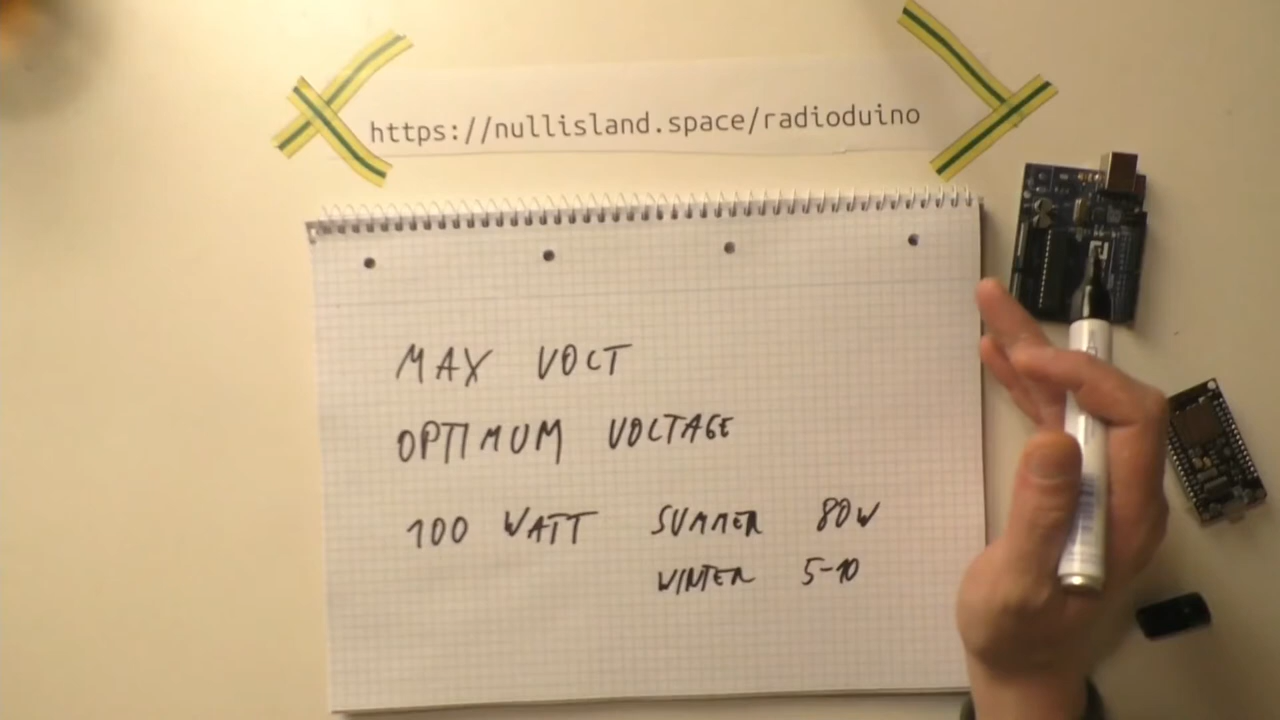 https://nullisland.space/radioduino
MAX VOLT
OPTIMUM VOLTAGE
100 WATT SUMMER 80W
WINTER 5-10